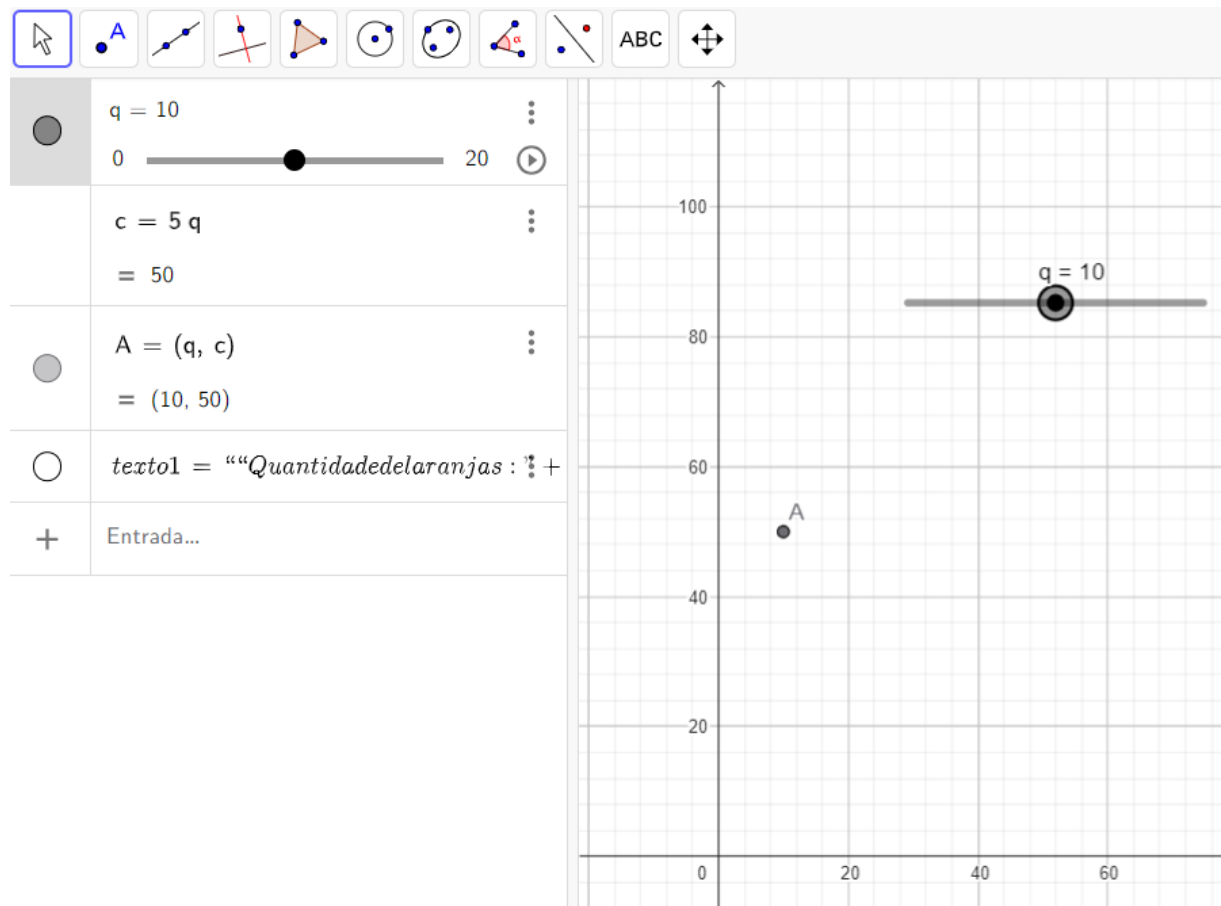 A
α
ABC
q = 10
0 20
c = 5 q
= 50
A = (q, c)
= (10, 50)
texto1 = ““Quantidadedelaranjas : ” +
+ Entrada...
100
q = 10
80
60
A
40
20
0 20 40 60